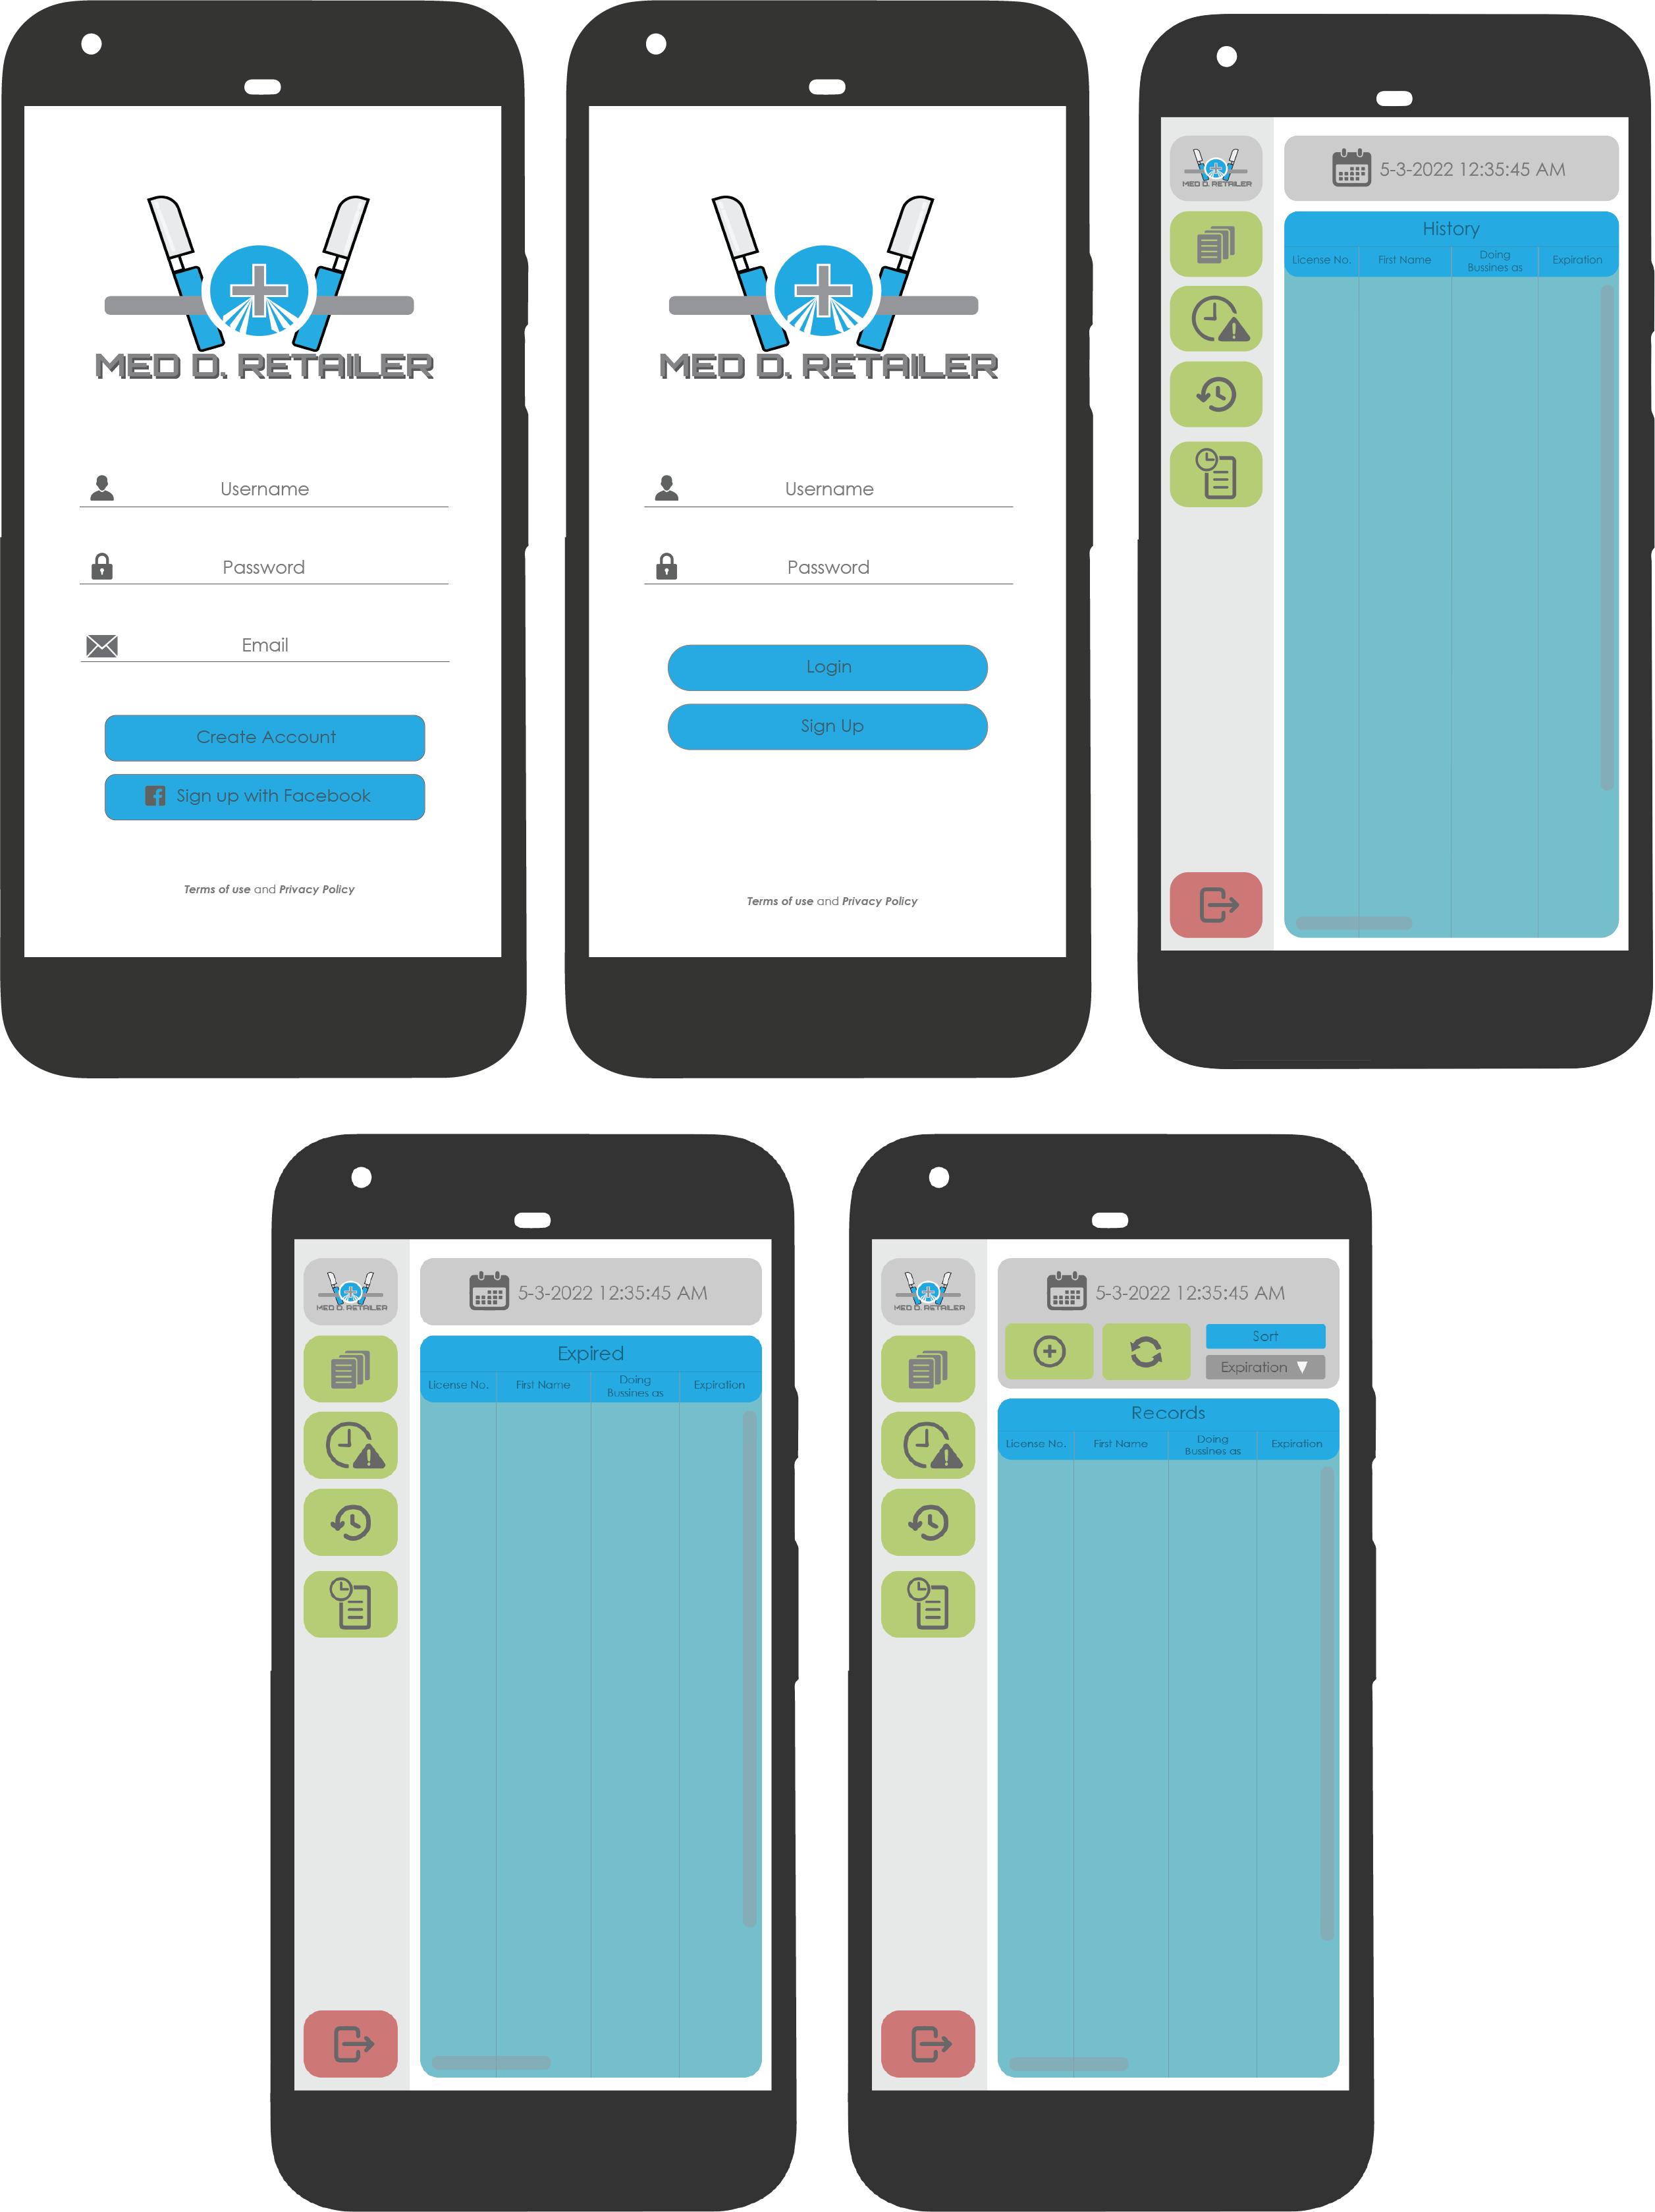 MED D. RETAILER
Username
Password
Email
Create Account
Sign up with Facebook
Terms of use and Privacy Policy
MED D. RETAILER
Username
Password
Login
Sign Up
Terms of use and Privacy Policy
MED D. RETAILER
5-3-2022 12:35:45 AM
History
License No. First Name Doing Expiration
Bussines as
MED D. RETAILER
5-3-2022 12:35:45 AM
Expired
License No. First Name Doing Expiration
Bussines as
MED D. RETAILER
5-3-2022 12:35:45 AM
Sort
Expiration
Records
License No. First Name Doing Expiration
Bussines as